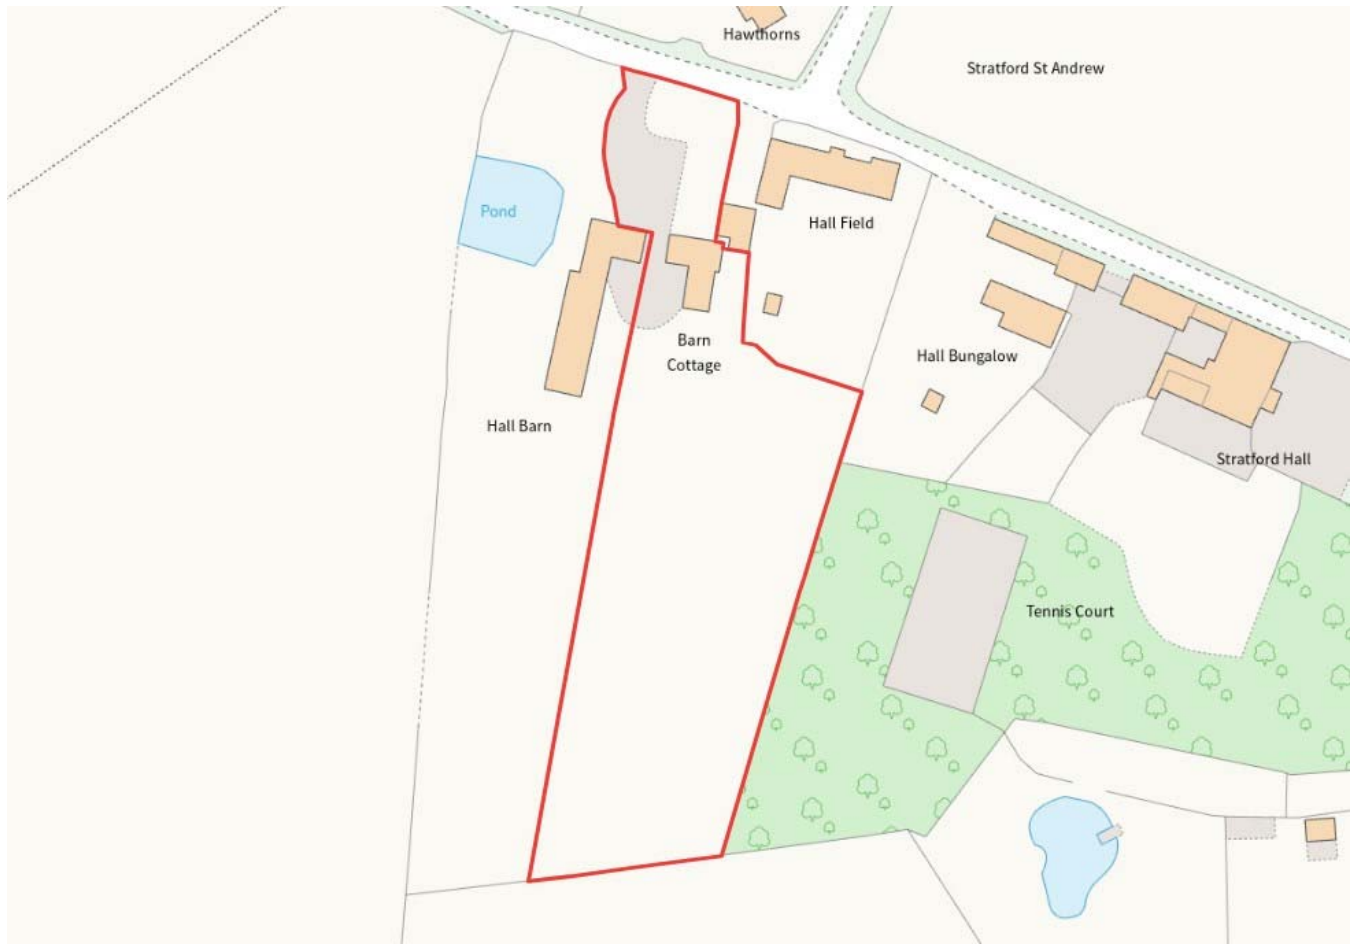 Hawthorns
Stratford St Andrew
Pond
Hall Field
Barn
Cottage
Hall Bungalow
Hall Barn
Stratford Hall
Tennis Court